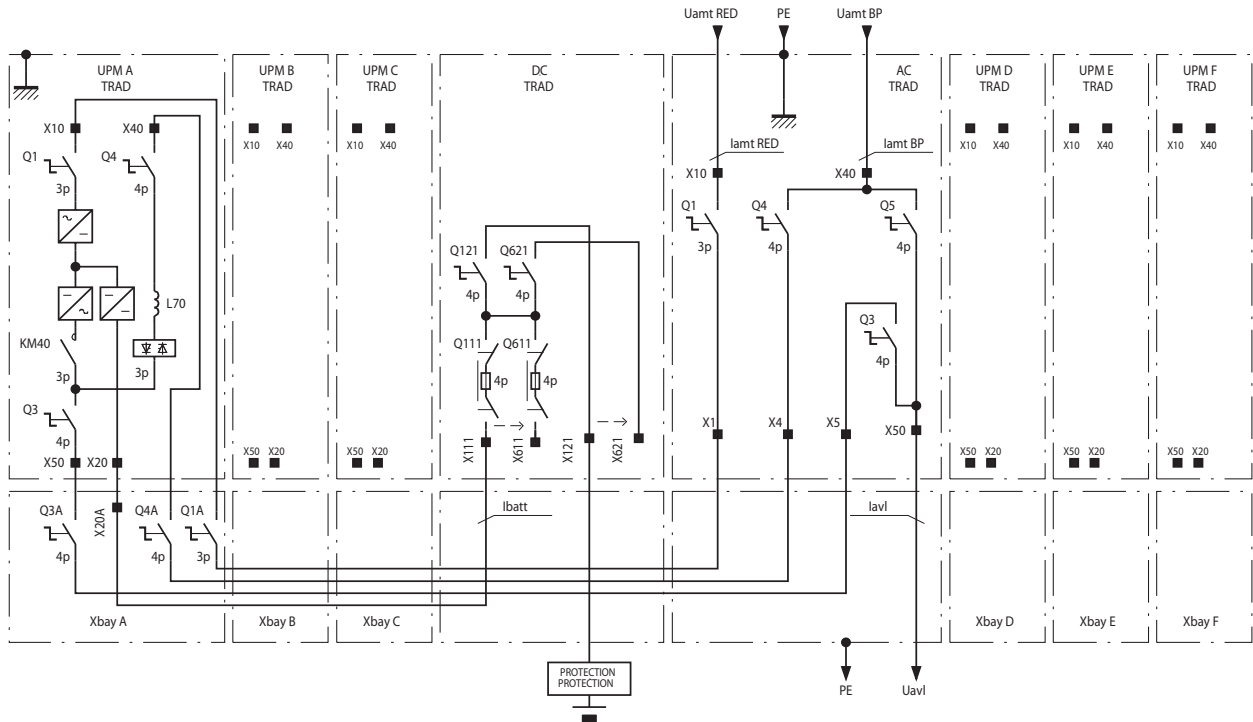 Uamt RED
PE
Uamt BP
UPM A
TRAD
UPM B
TRAD
UPM C
TRAD
DC
TRAD
AC
TRAD
UPM D
TRAD
UPM E
TRAD
UPM F
TRAD
X10
X40
X10
X40
X10
X40
X10
X40
X10
X40
X10
X40
Iamt RED
Iamt BP
Q1
3p
Q4
4p
X10
X40
Q1
3p
Q4
4p
Q5
4p
Q121
4p
Q621
4p
L70
KM40
3p
3p
Q111
4p
Q611
4p
Q3
4p
Q3
4p
X50
X20
X50 X20
X50 X20
X111
X611
X121
X621
X1
X4
X5
X50
X50 X20
X50 X20
X50 X20
Q3A
4p
X20A
Q4A
4p
Q1A
3p
Ibatt
Iavl
Xbay A
Xbay B
Xbay C
Xbay D
Xbay E
Xbay F
PROTECTION
PROTECTION
PE
Uavl